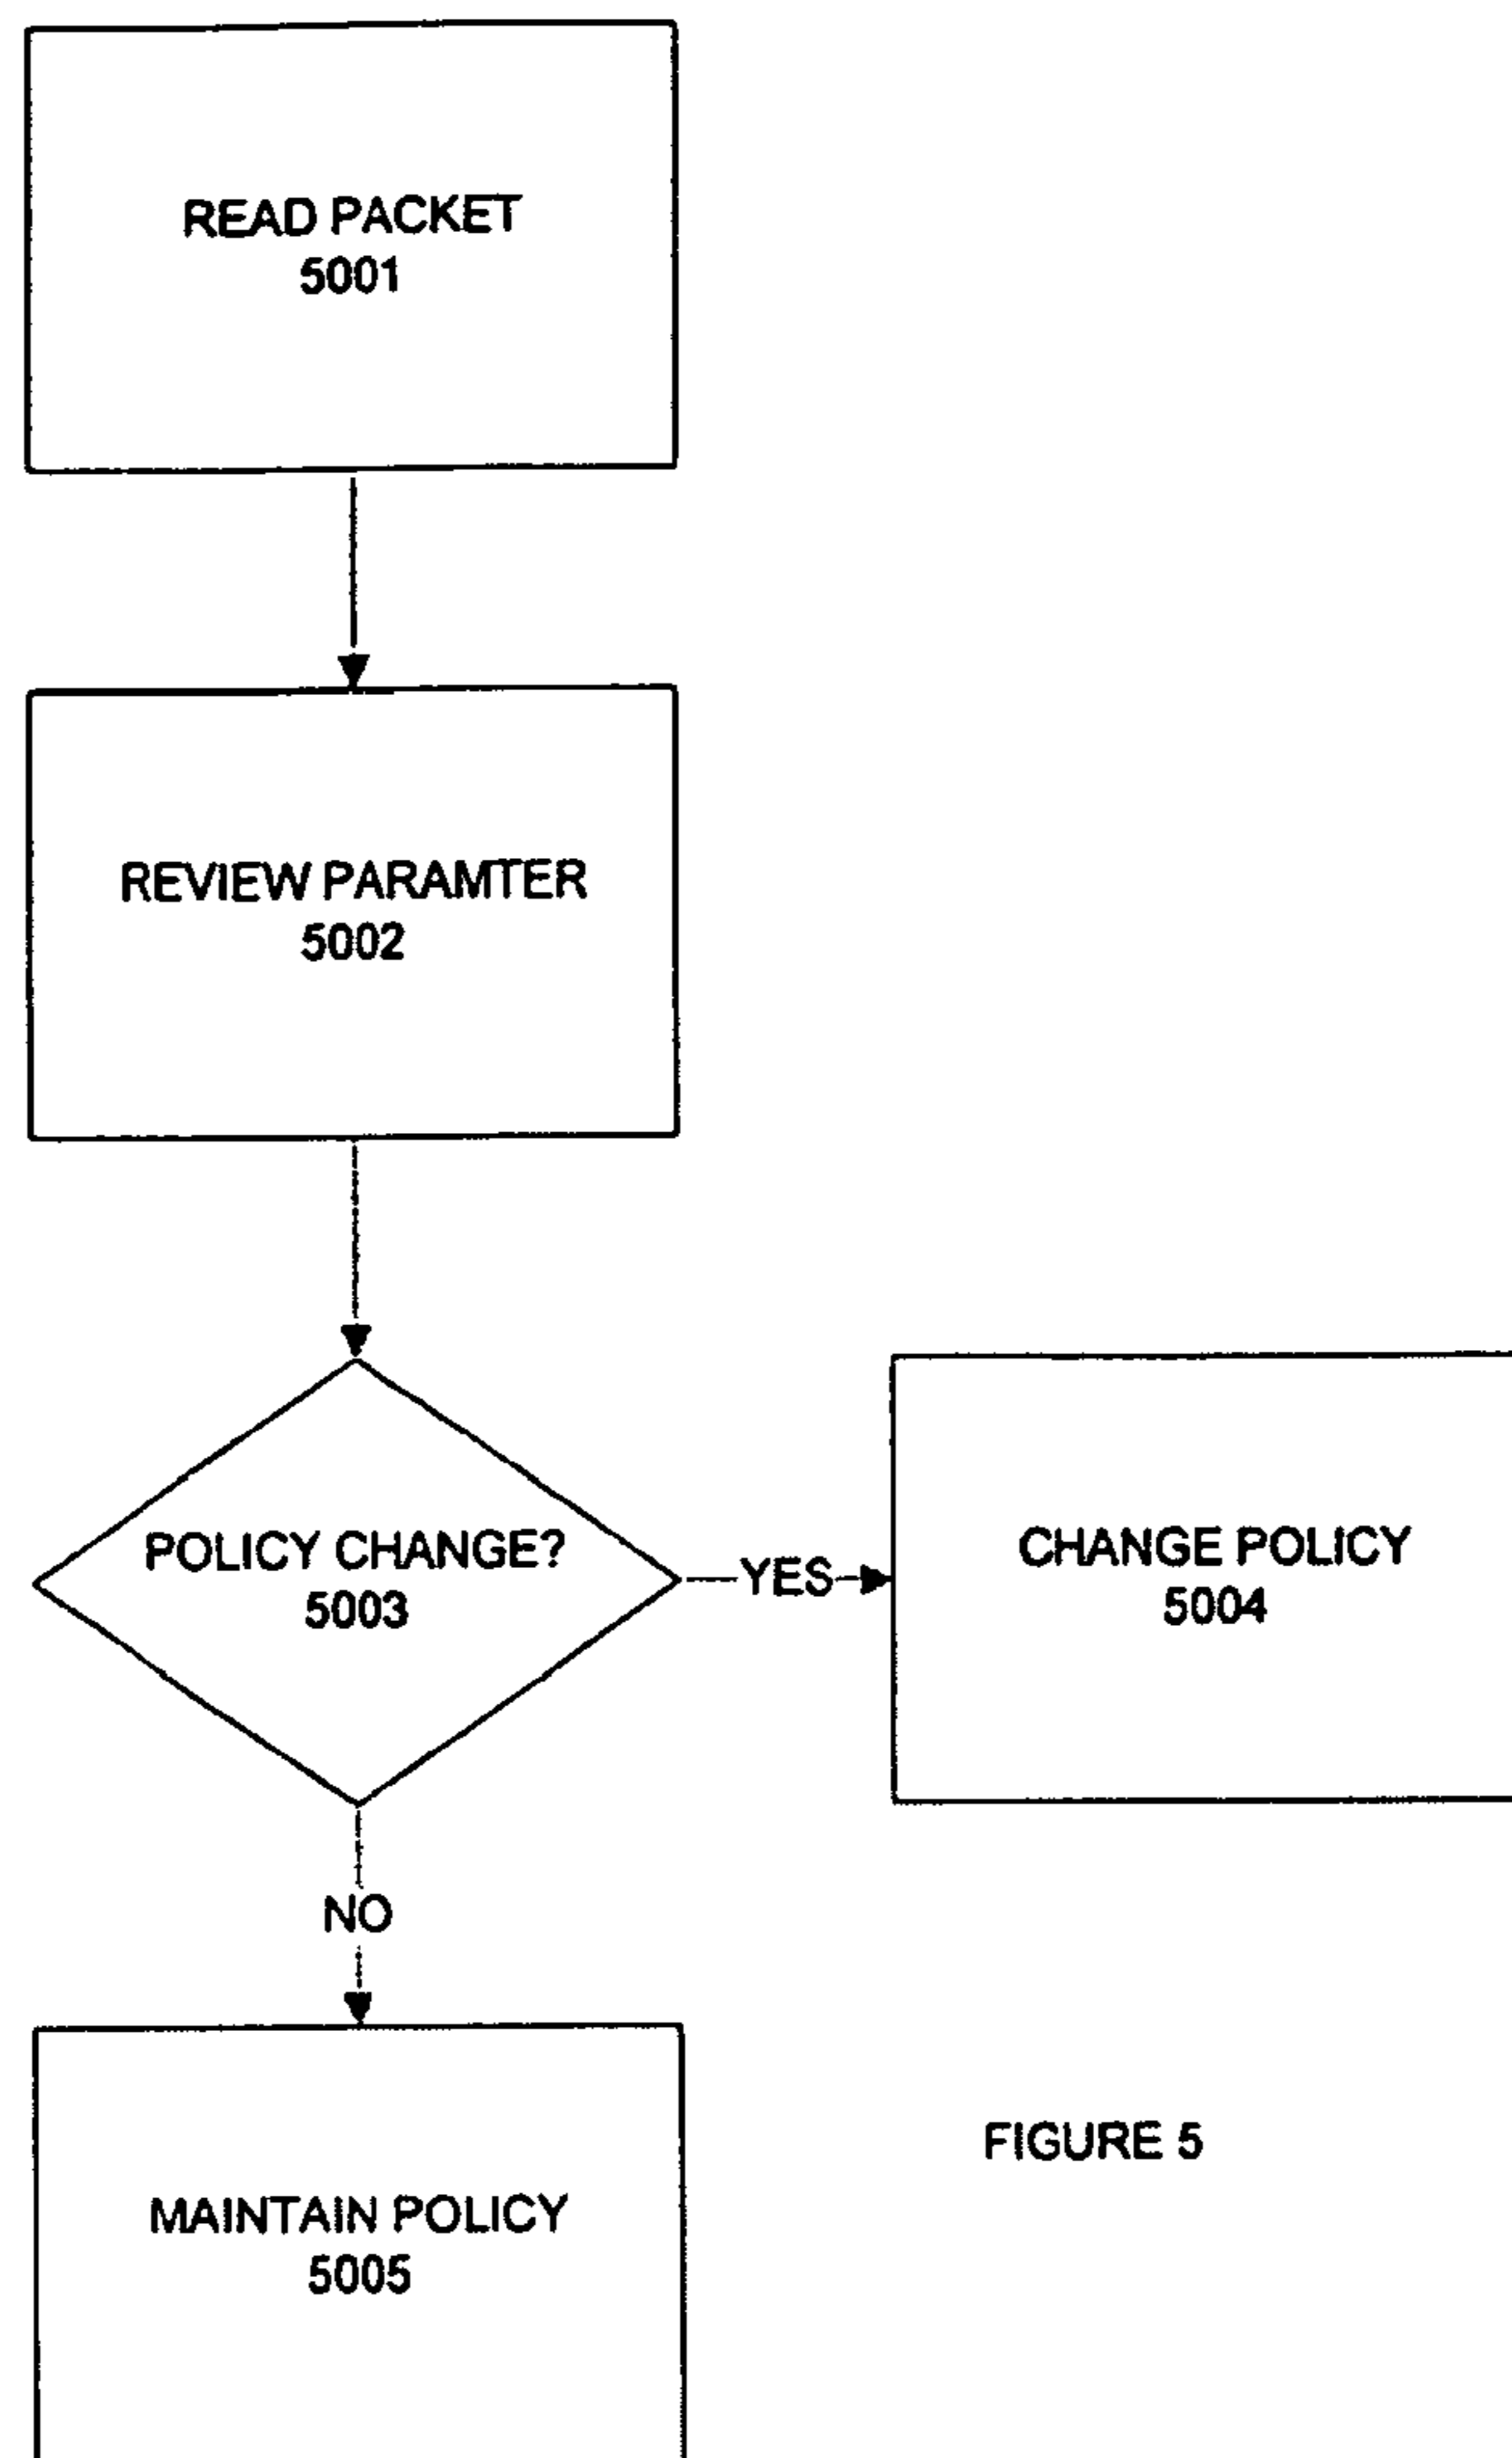 READ PACKET
5001
REVIEW PARAMTER
5002
POLICY CHANGE?
5003
YES
CHANGE POLICY
5004
NO
MAINTAIN POLICY
5005
FIGURE 5